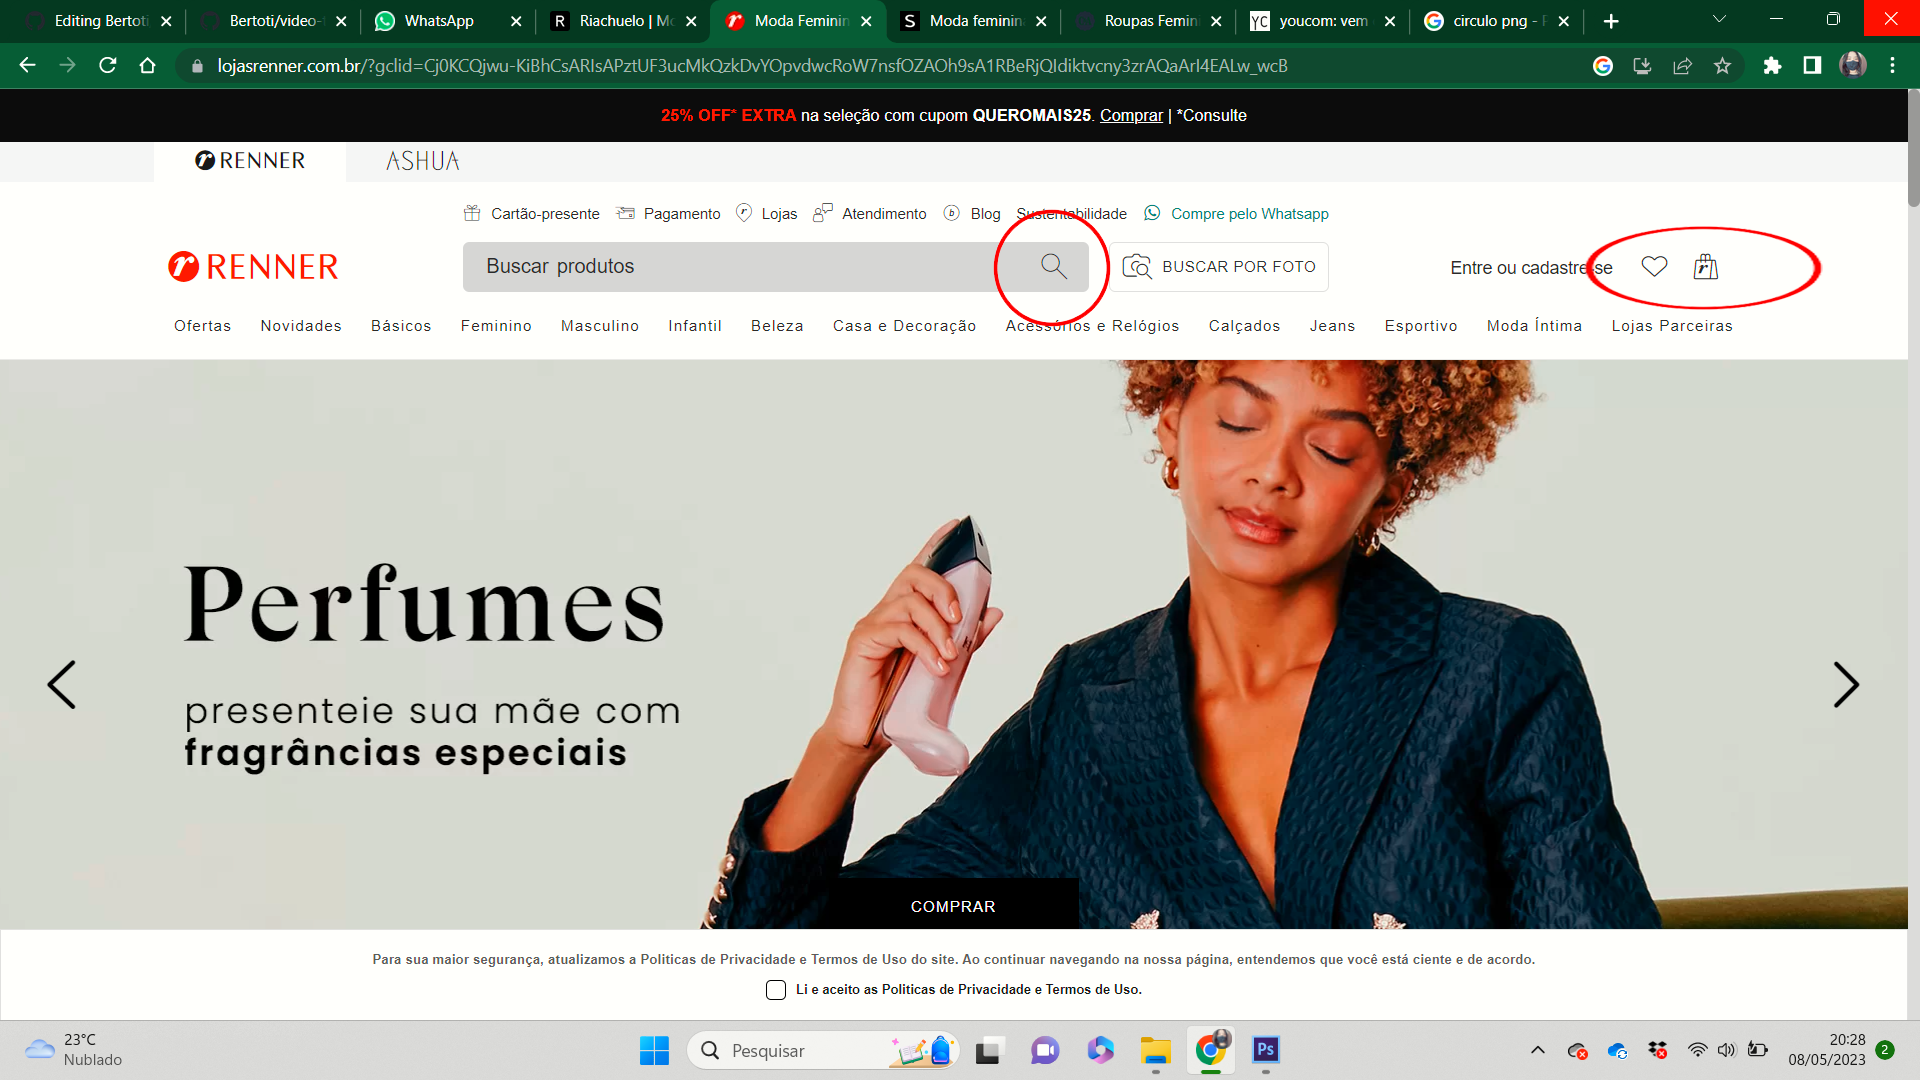 Editing Bertoti
Bertoti/video-
WhatsApp
R Riachuelo | Mo
Moda Feminin
S Moda feminina
Roupas Femini
YC youcom: vem
circulo png - P
lojasrenner.com.br/?gclid=Cj0KCQjwu-KiBhCsARIsAPztUF3ucMkQzkDvYOpvdwcRoW7nsfOZAOh9sA1RBeRjQIdiktvcny3zrAQaArI4EALw_wcB
25% OFF* EXTRA na seleção com cupom QUEROMAIS25. Comprar | *Consulte
RENNER
ASHUA
Cartão-presente Pagamento Lojas Atendimento Blog Sustentabilidade Compre pelo Whatsapp
RENNER
Buscar produtos
BUSCAR POR FOTO
Entre ou cadastre-se
Ofertas Novidades Básicos Feminino Masculino Infantil Beleza Casa e Decoração Acessórios e Relógios Calçados Jeans Esportivo Moda Íntima Lojas Parceiras
Perfumes
presenteie sua mãe com
fragrâncias especiais
COMPRAR
Para sua maior segurança, atualizamos a Politicas de Privacidade e Termos de Uso do site. Ao continuar navegando na nossa página, entendemos que você está ciente e de acordo.
Li e aceito as Politicas de Privacidade e Termos de Uso.
23°C
Nublado
Pesquisar
Ps
20:28
08/05/2023
2